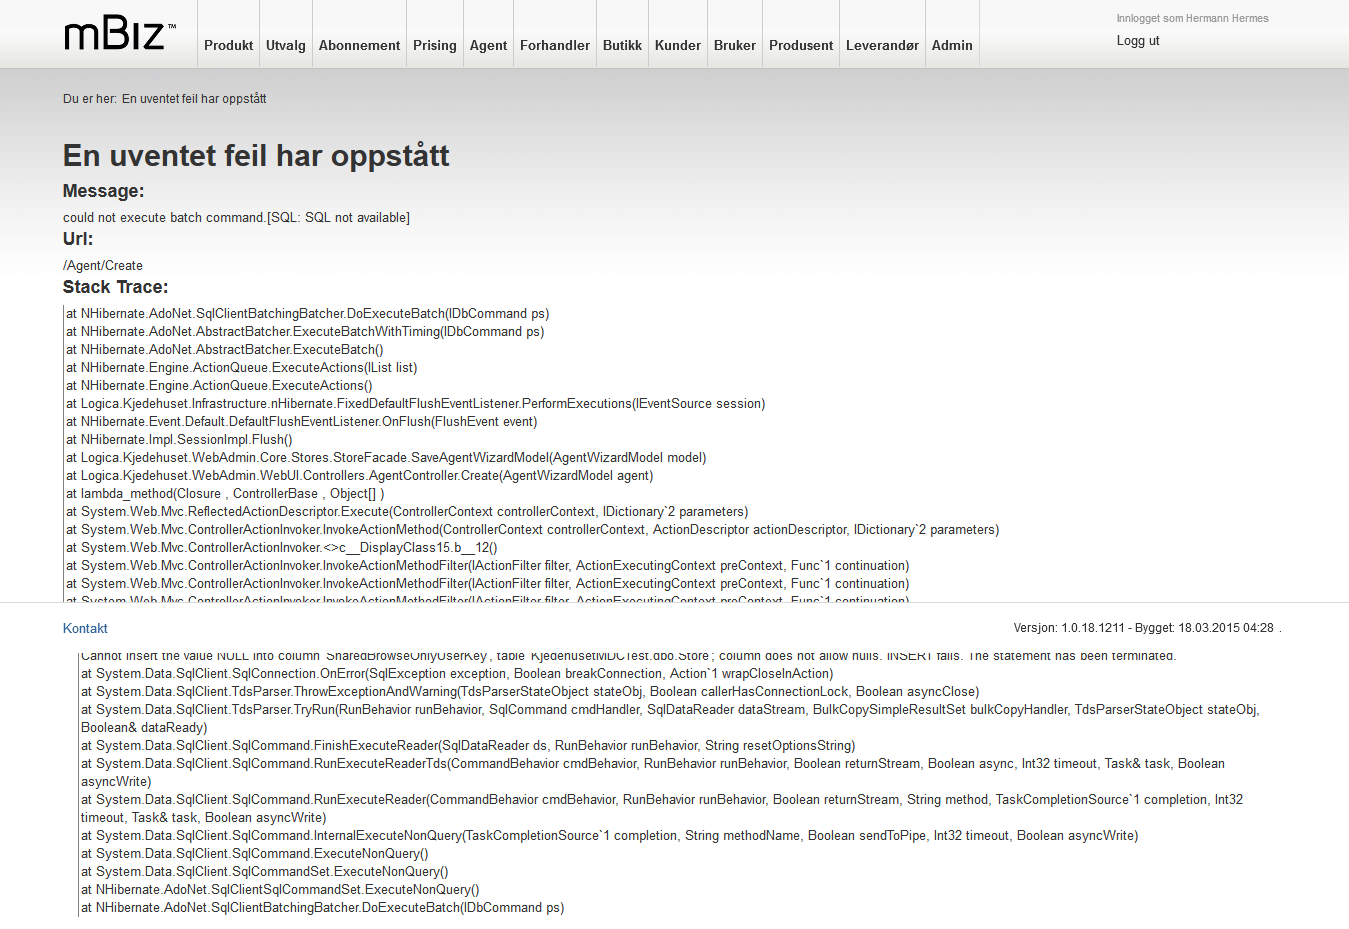 mBiz™
Produkt Utvalg Abonnement Prising Agent Forhandler Butikk Kunder Bruker Produsent Leverandør Admin
Innlogget som Hermann Hermes
Logg ut
Du er her: En uventet feil har oppstått
En uventet feil har oppstått
Message:
could not execute batch command.[SQL: SQL not available]
Url:
/Agent/Create
Stack Trace:
at NHibernate.AdoNet.SqlClientBatchingBatcher.DoExecuteBatch(IDbCommand ps)
at NHibernate.AdoNet.AbstractBatcher.ExecuteBatchWithTiming(IDbCommand ps)
at NHibernate.AdoNet.AbstractBatcher.ExecuteBatch()
at NHibernate.Engine.ActionQueue.ExecuteActions(IList list)
at NHibernate.Engine.ActionQueue.ExecuteActions()
at Logica.Kjedehuset.Infrastructure.nHibernate.FixedDefaultFlushEventListener.PerformExecutions(IEventSource session)
at NHibernate.Event.Default.DefaultFlushEventListener.OnFlush(FlushEvent event)
at NHibernate.Impl.SessionImpl.Flush()
at Logica.Kjedehuset.WebAdmin.Core.Stores.StoreFacade.SaveAgentWizardModel(AgentWizardModel model)
at Logica.Kjedehuset.WebAdmin.WebUI.Controllers.AgentController.Create(AgentWizardModel agent)
at lambda_method(Closure , ControllerBase , Object[] )
at System.Web.Mvc.ReflectedActionDescriptor.Execute(ControllerContext controllerContext, IDictionary`2 parameters)
at System.Web.Mvc.ControllerActionInvoker.InvokeActionMethod(ControllerContext controllerContext, ActionDescriptor actionDescriptor, IDictionary`2 parameters)
at System.Web.Mvc.ControllerActionInvoker.<>c__DisplayClass15.b__12()
at System.Web.Mvc.ControllerActionInvoker.InvokeActionMethodFilter(IActionFilter filter, ActionExecutingContext preContext, Func`1 continuation)
at System.Web.Mvc.ControllerActionInvoker.InvokeActionMethodFilter(IActionFilter filter, ActionExecutingContext preContext, Func`1 continuation)
at System.Web.Mvc.ControllerActionInvoker.InvokeActionMethodFilter(IActionFilter filter, ActionExecutingContext preContext, Func`1 continuation)
Kontakt
Versjon: 1.0.18.1211 - Bygget: 18.03.2015 04:28 .
Cannot insert the value NULL into column 'SharedBrowseOnlyUserKey', table 'KjedehusetMDCTest.dbo.Store'; column does not allow nulls. INSERT fails. The statement has been terminated.
at System.Data.SqlClient.SqlConnection.OnError(SqlException exception, Boolean breakConnection, Action`1 wrapCloseInAction)
at System.Data.SqlClient.TdsParser.ThrowExceptionAndWarning(TdsParserStateObject stateObj, Boolean callerHasConnectionLock, Boolean asyncClose)
at System.Data.SqlClient.TdsParser.TryRun(RunBehavior runBehavior, SqlCommand cmdHandler, SqlDataReader dataStream, BulkCopySimpleResultSet bulkCopyHandler, TdsParserStateObject stateObj,
Boolean& dataReady)
at System.Data.SqlClient.SqlCommand.FinishExecuteReader(SqlDataReader ds, RunBehavior runBehavior, String resetOptionsString)
at System.Data.SqlClient.SqlCommand.RunExecuteReaderTds(CommandBehavior cmdBehavior, RunBehavior runBehavior, Boolean returnStream, Boolean async, Int32 timeout, Task& task, Boolean
asyncWrite)
at System.Data.SqlClient.SqlCommand.RunExecuteReader(CommandBehavior cmdBehavior, RunBehavior runBehavior, Boolean returnStream, String method, TaskCompletionSource`1 completion, Int32
timeout, Task& task, Boolean asyncWrite)
at System.Data.SqlClient.SqlCommand.InternalExecuteNonQuery(TaskCompletionSource`1 completion, String methodName, Boolean sendToPipe, Int32 timeout, Boolean asyncWrite)
at System.Data.SqlClient.SqlCommand.ExecuteNonQuery()
at System.Data.SqlClient.SqlCommandSet.ExecuteNonQuery()
at NHibernate.AdoNet.SqlClientSqlCommandSet.ExecuteNonQuery()
at NHibernate.AdoNet.SqlClientBatchingBatcher.DoExecuteBatch(IDbCommand ps)